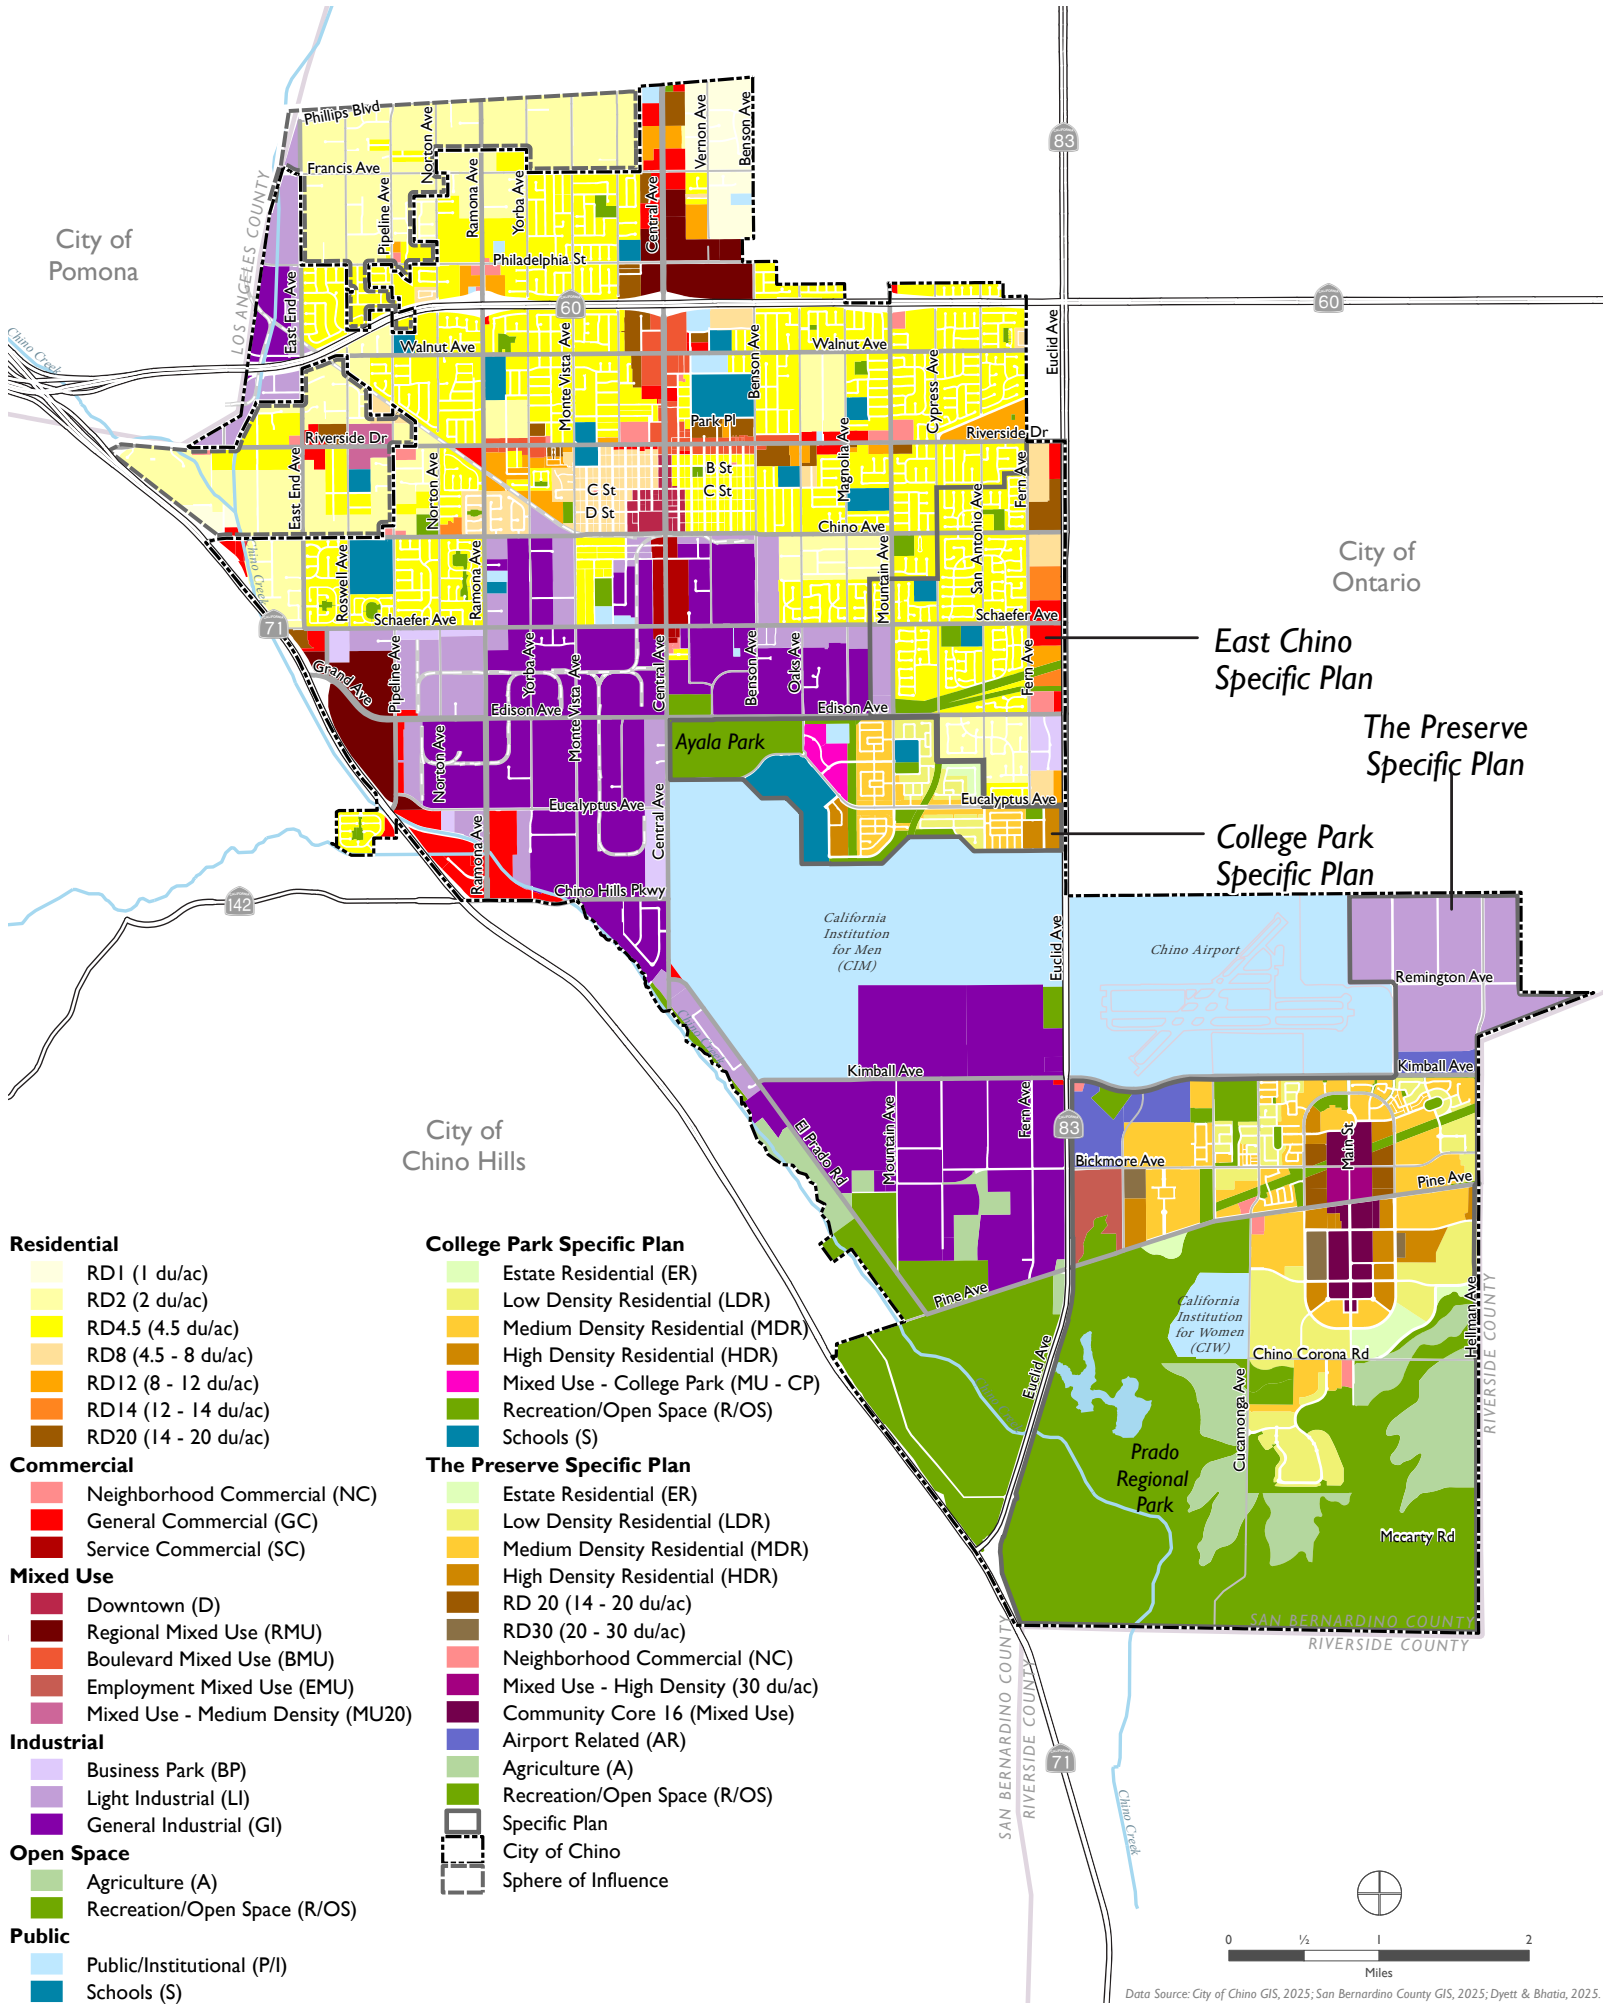 Phillips Blvd
Norton Ave
Vernon Ave
Benson Ave
83
Francis Ave
Pipeline Ave
Ramona Ave
Yorba Ave
Central Ave
LOS ANGELES COUNTY
City of
Pomona
Philadelphia St
60
60
East End Ave
Chino Creek
Walnut Ave
Monte Vista Ave
Benson Ave
Walnut Ave
Cypress Ave
Euclid Ave
Park Pl
Riverside Dr
Riverside Dr
Magnolia Ave
East End Ave
Norton Ave
B St
C St
C St
D St
Fern Ave
San Antonio Ave
Chino Ave
City of
Ontario
Chino Creek
Roswell Ave
Ramona Ave
Mountain Ave
Schaefer Ave
Schaefer Ave
71
Grand Ave
Pipeline Ave
Yorba Ave
Monte Vista Ave
Central Ave
Benson Ave
Oaks Ave
Fern Ave
East Chino
Specific Plan
Edison Ave
Edison Ave
The Preserve
Specific Plan
Ayala Park
Norton Ave
Eucalyptus Ave
Eucalyptus Ave
Central Ave
Ramona Ave
College Park
Specific Plan
Chino Hills Pkwy
142
California
Institution
for Men
(CIM)
Euclid Ave
Chino Airport
Remington Ave
Chino Creek
Kimball Ave
Kimball Ave
City of
Chino Hills
El Prado Rd
Mountain Ave
Fern Ave
83
Main St
Bickmore Ave
Pine Ave
Pine Ave
California
Institution
for Women
(CIW)
Chino Corona Rd
Hellman Ave
RIVERSIDE COUNTY
Euclid Ave
Cucamonga Ave
Prado
Regional
Park
Mccarty Rd
SAN BERNARDINO COUNTY
RIVERSIDE COUNTY
SAN BERNARDINO COUNTY
RIVERSIDE COUNTY
71
Chino Creek
Residential
RD1 (1 du/ac)
RD2 (2 du/ac)
RD4.5 (4.5 du/ac)
RD8 (4.5 - 8 du/ac)
RD12 (8 - 12 du/ac)
RD14 (12 - 14 du/ac)
RD20 (14 - 20 du/ac)
Commercial
Neighborhood Commercial (NC)
General Commercial (GC)
Service Commercial (SC)
Mixed Use
Downtown (D)
Regional Mixed Use (RMU)
Boulevard Mixed Use (BMU)
Employment Mixed Use (EMU)
Mixed Use - Medium Density (MU20)
Industrial
Business Park (BP)
Light Industrial (LI)
General Industrial (GI)
Open Space
Agriculture (A)
Recreation/Open Space (R/OS)
Public
Public/Institutional (P/I)
Schools (S)
College Park Specific Plan
Estate Residential (ER)
Low Density Residential (LDR)
Medium Density Residential (MDR)
High Density Residential (HDR)
Mixed Use - College Park (MU - CP)
Recreation/Open Space (R/OS)
Schools (S)
The Preserve Specific Plan
Estate Residential (ER)
Low Density Residential (LDR)
Medium Density Residential (MDR)
High Density Residential (HDR)
RD 20 (14 - 20 du/ac)
RD30 (20 - 30 du/ac)
Neighborhood Commercial (NC)
Mixed Use - High Density (30 du/ac)
Community Core 16 (Mixed Use)
Airport Related (AR)
Agriculture (A)
Recreation/Open Space (R/OS)
Specific Plan
City of Chino
Sphere of Influence
0 ½ 1 2
Miles
Data Source: City of Chino GIS, 2025; San Bernardino County GIS, 2025; Dyett & Bhatia, 2025.